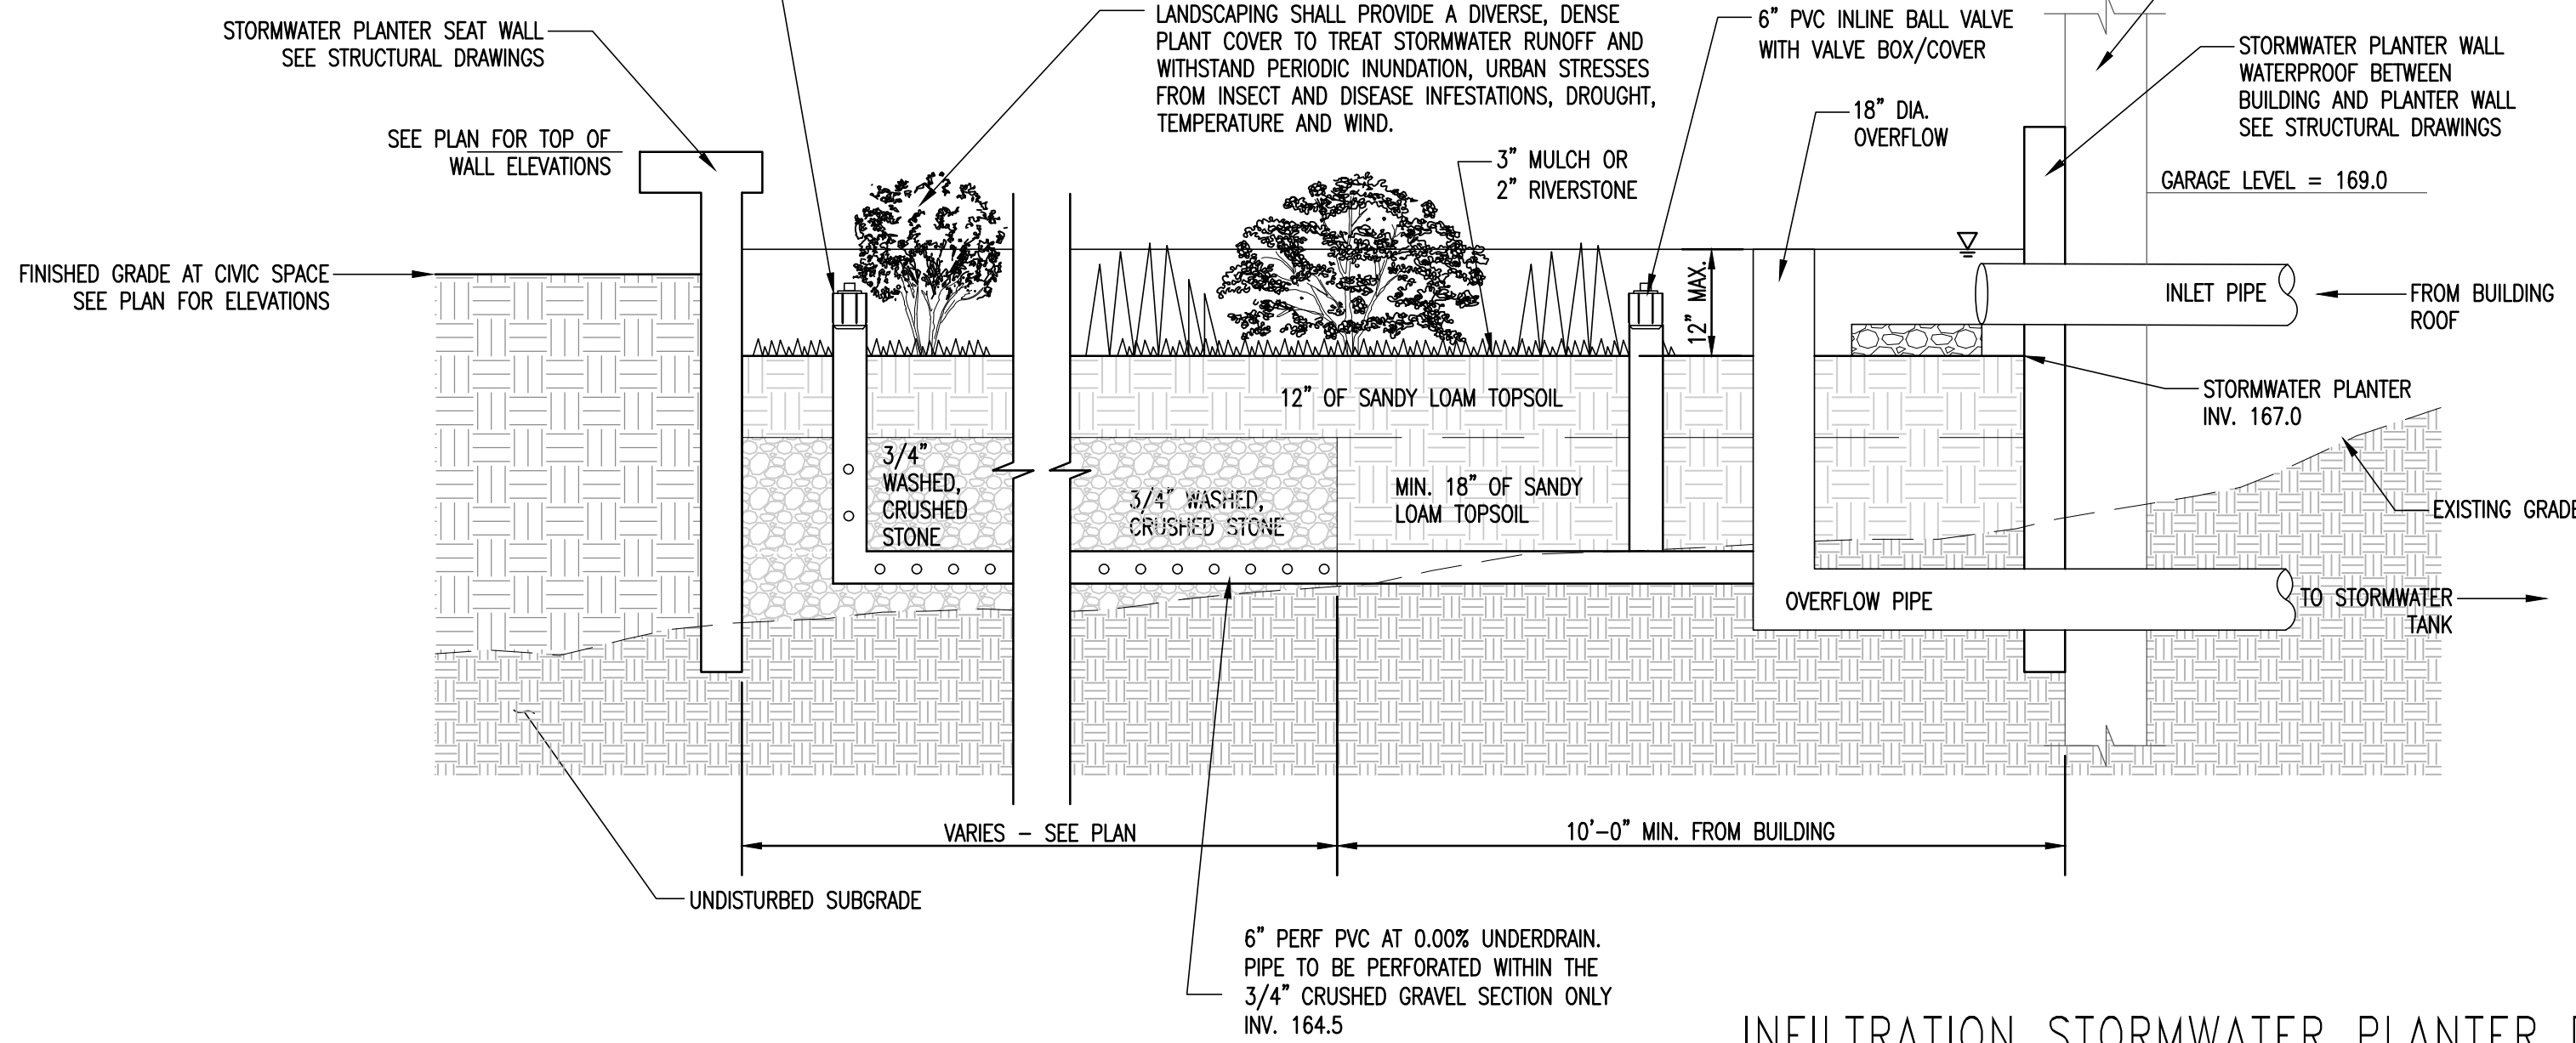 STORMWATER PLANTER SEAT WALL
SEE STRUCTURAL DRAWINGS
SEE PLAN FOR TOP OF
WALL ELEVATIONS
FINISHED GRADE AT CIVIC SPACE
SEE PLAN FOR ELEVATIONS
LANDSCAPING SHALL PROVIDE A DIVERSE, DENSE
PLANT COVER TO TREAT STORMWATER RUNOFF AND
WITHSTAND PERIODIC INUNDATION, URBAN STRESSES
FROM INSECT AND DISEASE INFESTATIONS, DROUGHT,
TEMPERATURE AND WIND.
3" MULCH OR
2" RIVERSTONE
6" PVC INLINE BALL VALVE
WITH VALVE BOX/COVER
18" DIA.
OVERFLOW
STORMWATER PLANTER WALL
WATERPROOF BETWEEN
BUILDING AND PLANTER WALL
SEE STRUCTURAL DRAWINGS
GARAGE LEVEL = 169.0
12" MAX.
INLET PIPE
FROM BUILDING
ROOF
STORMWATER PLANTER
INV. 167.0
EXISTING GRADE
12" OF SANDY LOAM TOPSOIL
3/4"
WASHED,
CRUSHED
STONE
3/4" WASHED,
CRUSHED STONE
MIN. 18" OF SANDY
LOAM TOPSOIL
OVERFLOW PIPE
TO STORMWATER
TANK
VARIES - SEE PLAN
10'-0" MIN. FROM BUILDING
UNDISTURBED SUBGRADE
6" PERF PVC AT 0.00% UNDERDRAIN.
PIPE TO BE PERFORATED WITHIN THE
3/4" CRUSHED GRAVEL SECTION ONLY
INV. 164.5
INFILTRATION STORMWATER PLANTER